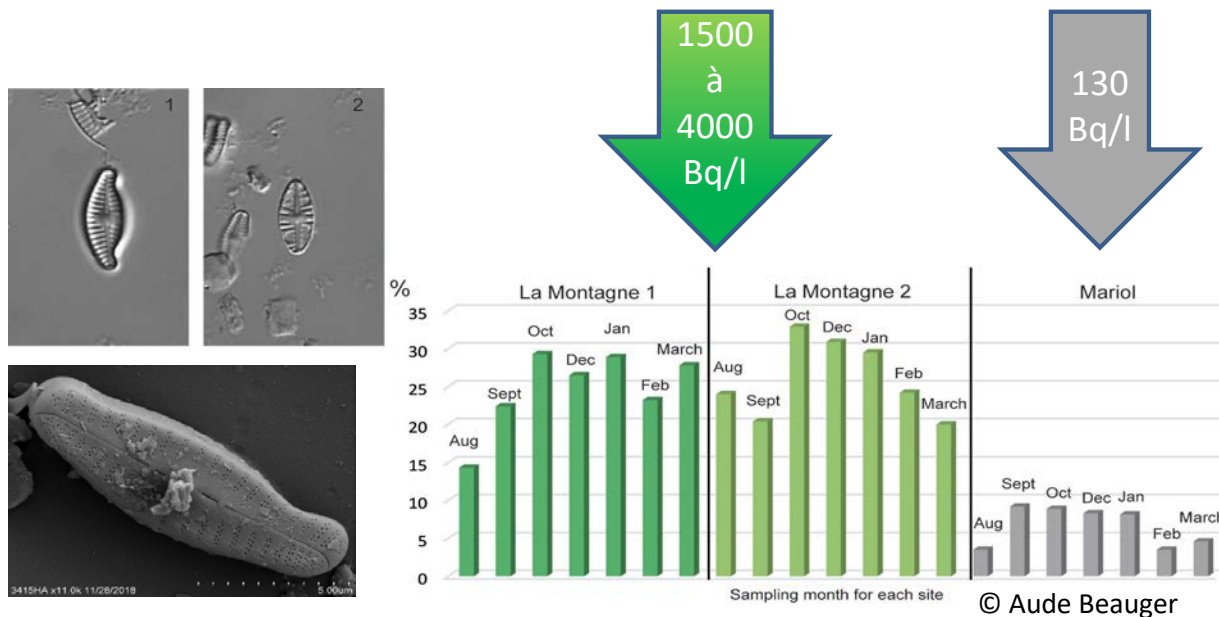 1
2
3415HA x11.0k 11/28/2018
5.00um
1500
à
4000
Bq/l
130
Bq/l
%
La Montagne 1
La Montagne 2
Mariol
35
30
25
20
15
10
5
0
Aug
Sept
Oct
Dec
Jan
Feb
March
Aug
Sept
Oct
Dec
Jan
Feb
March
Aug
Sept
Oct
Dec
Jan
Feb
March
Sampling month for each site
© Aude Beauger